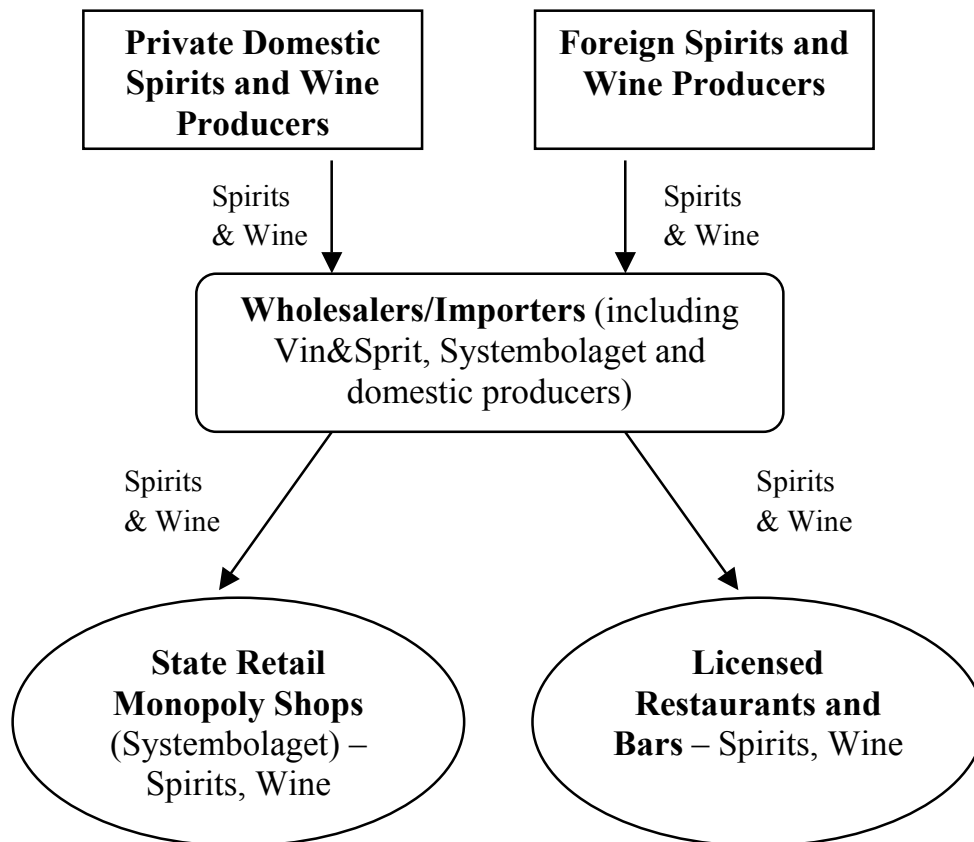 Private Domestic
Spirits and Wine
Producers
Foreign Spirits and
Wine Producers
Spirits
& Wine
Spirits
& Wine
Wholesalers/Importers (including
Vin&Sprit, Systembolaget and
domestic producers)
Spirits
& Wine
Spirits
& Wine
State Retail
Monopoly Shops
(Systembolaget) –
Spirits, Wine
Licensed
Restaurants and
Bars – Spirits, Wine